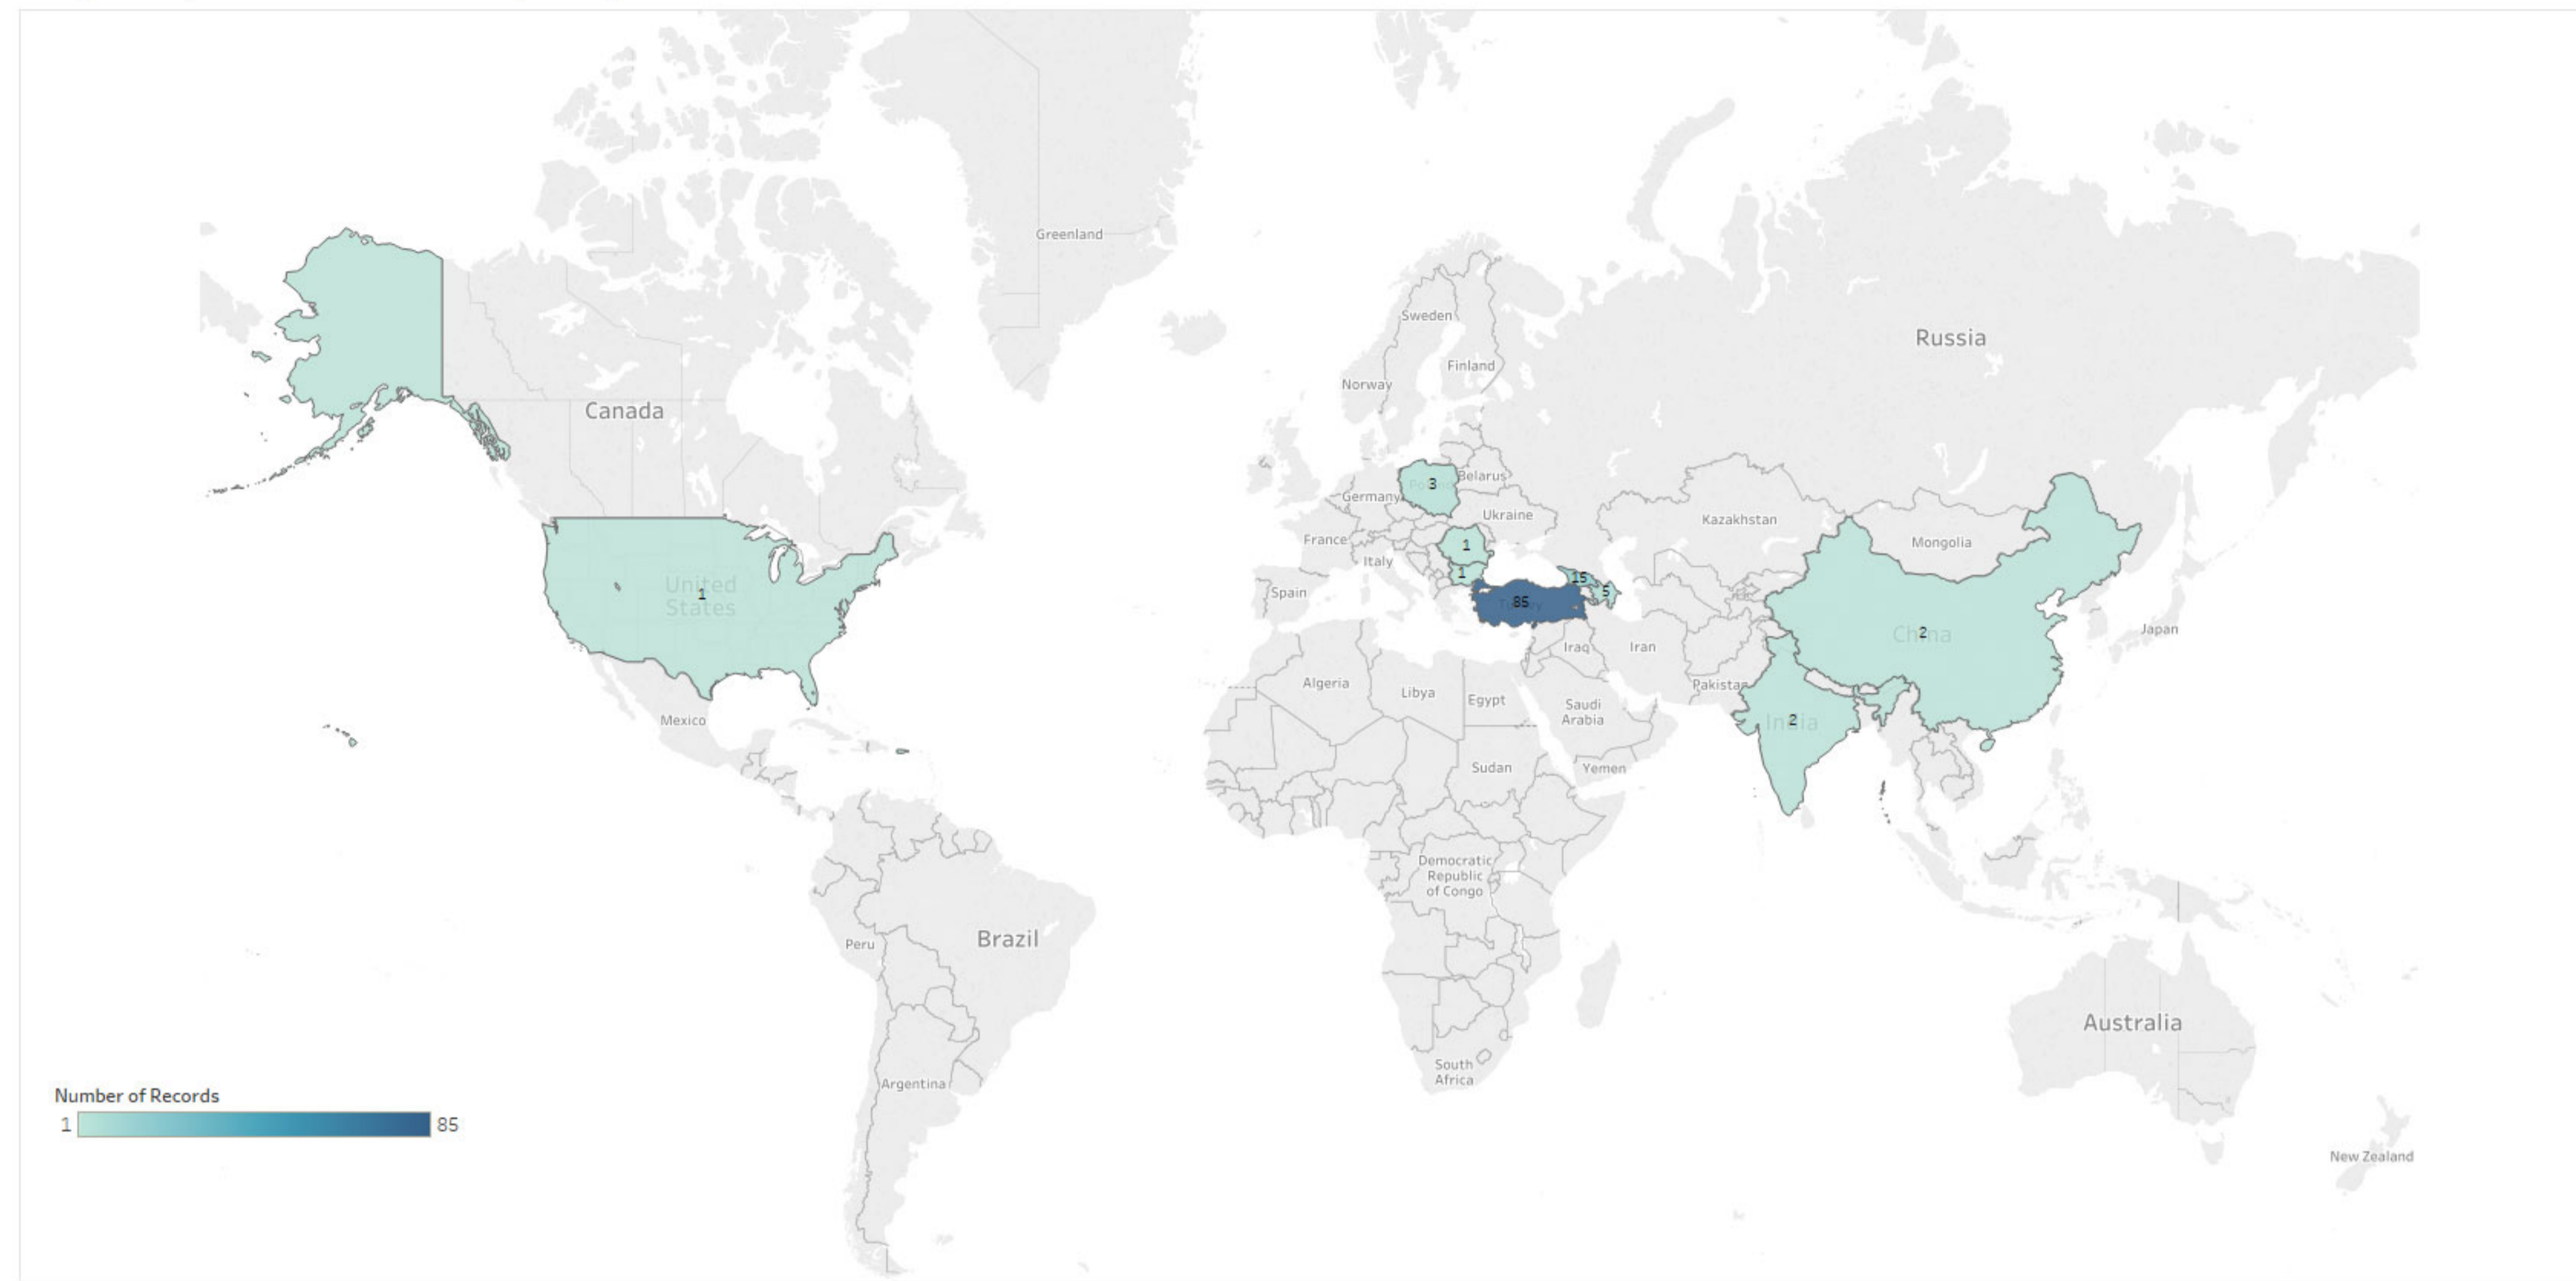 Greenland
Russia
Sweden
Finland
Norway
Canada
3
Belarus
Germany
Ukraine
Kazakhstan
France
1
Mongolia
Italy
1
15
United
States
1
Spain
5
85
China
2
Japan
Iraq
Iran
Algeria
Libya
Egypt
Pakistan
Saudi
Arabia
India
2
Mexico
Sudan
Yemen
Democratic
Republic
of Congo
Peru
Brazil
Australia
South
Africa
Argentina
Number of Records
1
85
New Zealand